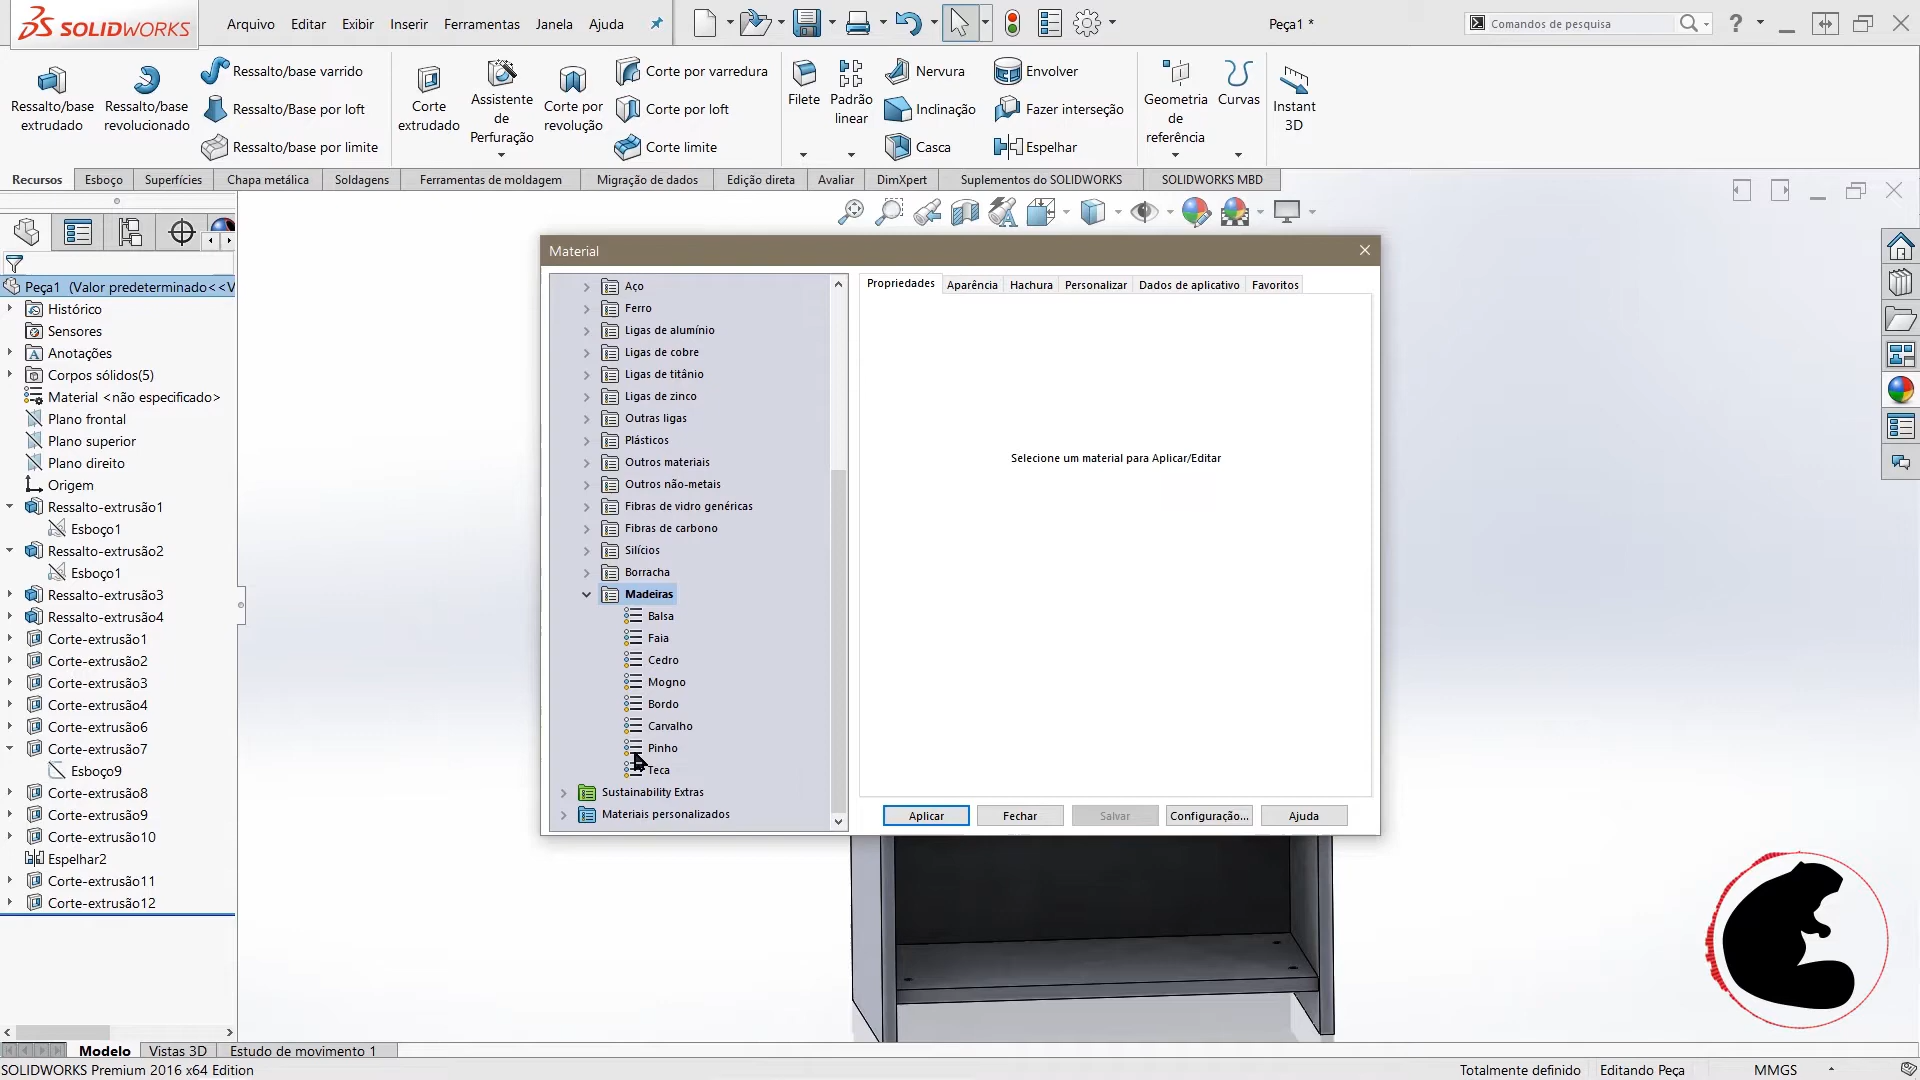 SOLIDWORKS
Arquivo Editar Exibir Inserir Ferramentas Janela Ajuda
Peça1 *
Comandos de pesquisa
?
Ressalto/base extrudado
Ressalto/base revolucionado
Ressalto/base varrido
Ressalto/Base por loft
Ressalto/base por limite
Corte extrudado
Assistente de Perfuração
Corte por revolução
Corte por varredura
Corte por loft
Corte limite
Filete
Padrão linear
Nervura
Inclinação
Casca
Envolver
Fazer interseção
Espelhar
Geometria de referência
Curvas
Instant 3D
Recursos Esboço Superfícies Chapa metálica Soldagens Ferramentas de moldagem Migração de dados Edição direta Avaliar DimXpert Suplementos do SOLIDWORKS SOLIDWORKS MBD
Peça1 (Valor predeterminado<<V
Histórico
Sensores
Anotações
Corpos sólidos(5)
Material <não especificado>
Plano frontal
Plano superior
Plano direito
Origem
Ressalto-extrusão1
Esboço1
Ressalto-extrusão2
Esboço1
Ressalto-extrusão3
Ressalto-extrusão4
Corte-extrusão1
Corte-extrusão2
Corte-extrusão3
Corte-extrusão4
Corte-extrusão6
Corte-extrusão7
Esboço9
Corte-extrusão8
Corte-extrusão9
Corte-extrusão10
Espelhar2
Corte-extrusão11
Corte-extrusão12
Material
Aço
Ferro
Ligas de alumínio
Ligas de cobre
Ligas de titânio
Ligas de zinco
Outras ligas
Plásticos
Outros materiais
Outros não-metais
Fibras de vidro genéricas
Fibras de carbono
Silícios
Borracha
Madeiras
Balsa
Faia
Cedro
Mogno
Bordo
Carvalho
Pinho
Teca
Sustainability Extras
Materiais personalizados
Propriedades Aparência Hachura Personalizar Dados de aplicativo Favoritos
Selecione um material para Aplicar/Editar
Aplicar Fechar Salvar Configuração... Ajuda
Modelo Vistas 3D Estudo de movimento 1
SOLIDWORKS Premium 2016 x64 Edition
Totalmente definido Editando Peça MMGS